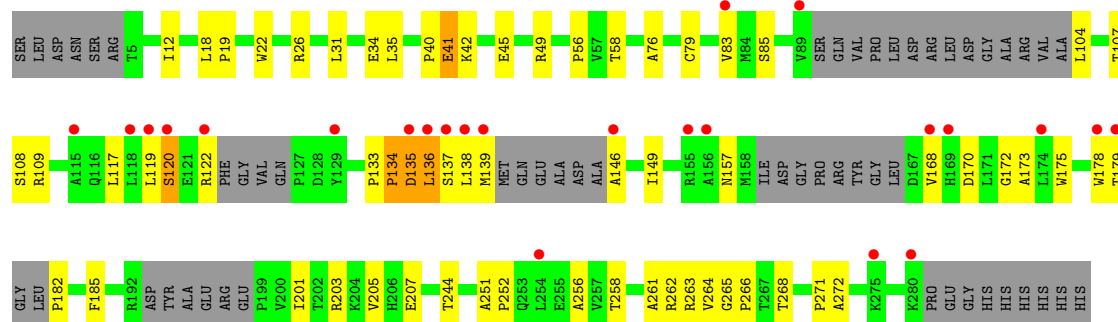 SER LEU ASP ASN SER ARG T5 I12 L18 P19 W22 R26 L31 E34 L35 P40 E41 K42 E45 R49 P56 V57 T58 A76 C79 V83 M84 S85 V89 SER GLN VAL PRO LEU ASP ARG LEU ASP GLY ALA ARG VAL ALA L104 T107
S108 R109 A115 Q116 L117 L118 L119 S120 E121 R122 PHE GLY VAL GLN P127 D128 Y129 P133 P134 D135 L136 S137 L138 M139 MET GLN GLU ALA ASP ALA A146 I149 R155 A156 N157 M158 ILE ASP GLY PRO ARG TYR GLY LEU D167 V168 H169 D170 L171 G172 A173 L174 W175 W178 T179
GLY LEU P182 F185 R192 ASP TYR ALA GLU ARG GLU P199 V200 I201 T202 R203 K204 V205 H206 E207 T244 A251 P252 Q253 L254 E255 A256 V257 T258 A261 R262 R263 V264 G265 P266 T267 T268 P271 A272 K275 K280 PRO GLU GLY HIS HIS HIS HIS HIS HIS